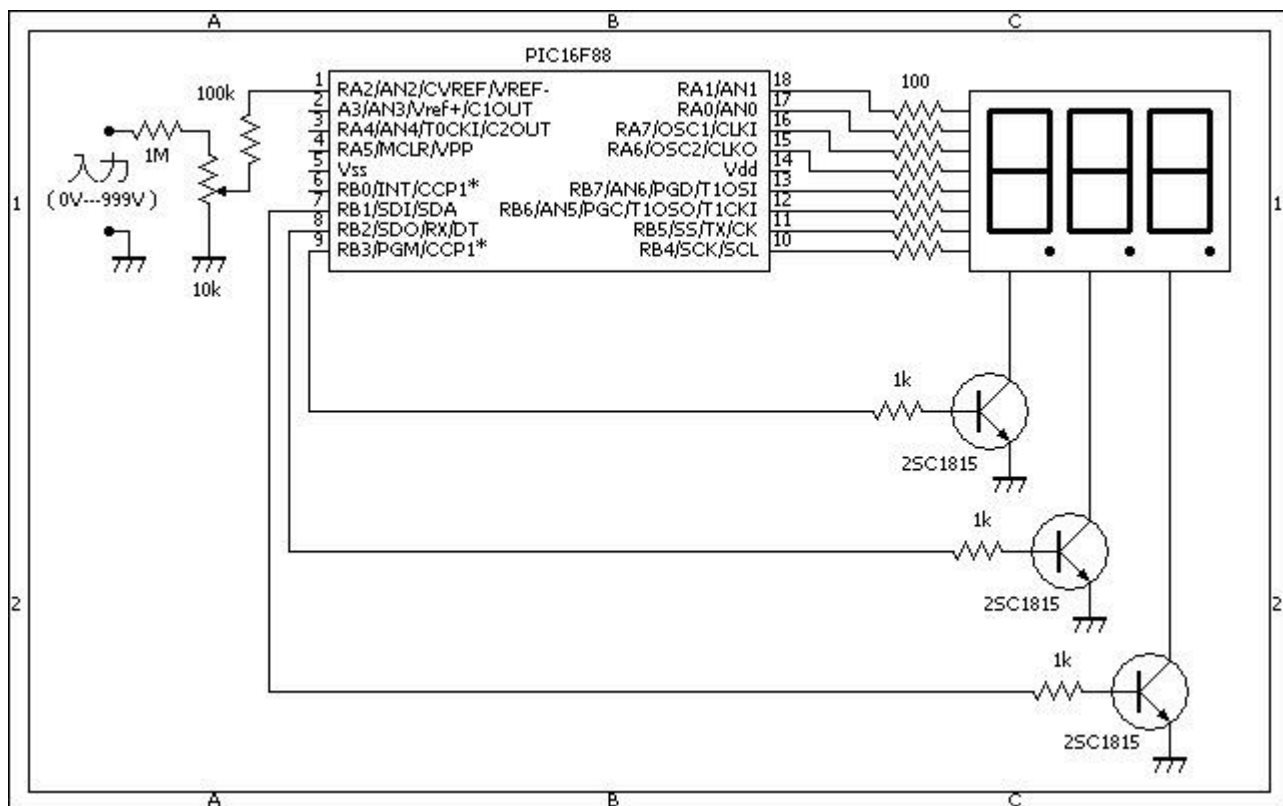 A B C
PIC16F88
1 RA2/AN2/CVREF/VREF-
2 A3/AN3/Vref+/C1OUT
3 RA4/AN4/T0CKI/C2OUT
4 RA5/MCLR/VPP
5 Vss
6 RB0/INT/CCP1*
7 RB1/SDI/SDA
8 RB2/SDO/RX/DT
9 RB3/PGM/CCP1*
RA1/AN1 18
RA0/AN0 17
RA7/OSC1/CLKI 16
RA6/OSC2/CLKO 15
Vdd 14
RB7/AN6/PGD/T1OSI 13
RB6/AN5/PGC/T1OSO/T1CKI 12
RB5/SS/TX/CK 11
RB4/SCK/SCL 10
100k
1M
入力
(0V---999V)
10k
100
8.8.8.
1 1
1k
2SC1815
1k
2SC1815
2 2
1k
2SC1815
A B C